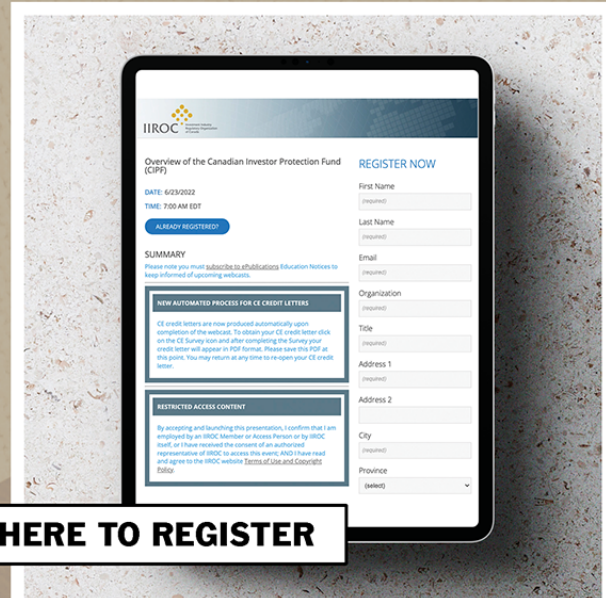 IIROC
Investment Industry
Regulatory Organization
of Canada
Overview of the Canadian Investor Protection Fund
(CIPF)
DATE: 6/23/2022
TIME: 7:00 AM EDT
ALREADY REGISTERED?
SUMMARY
Please note you must subscribe to ePublications Education Notices to
keep informed of upcoming webcasts.
NEW AUTOMATED PROCESS FOR CE CREDIT LETTERS
CE credit letters are now produced automatically upon
completion of the webcast. To obtain your CE credit letter click
on the CE Survey icon and after completing the Survey your
credit letter will appear in PDF format. Please save this PDF at
this point. You may return at any time to re-open your CE credit
letter.
RESTRICTED ACCESS CONTENT
By accepting and launching this presentation, I confirm that I am
employed by an IIROC Member or Access Person or by IIROC
itself, or I have received the consent of an authorized
representative of IIROC to access this event; AND I have read
and agree to the IIROC website Terms of Use and Copyright
Policy.
REGISTER NOW
First Name
(required)
Last Name
(required)
Email
(required)
Organization
(required)
Title
(required)
Address 1
(required)
Address 2
City
(required)
Province
(select)
HERE TO REGISTER